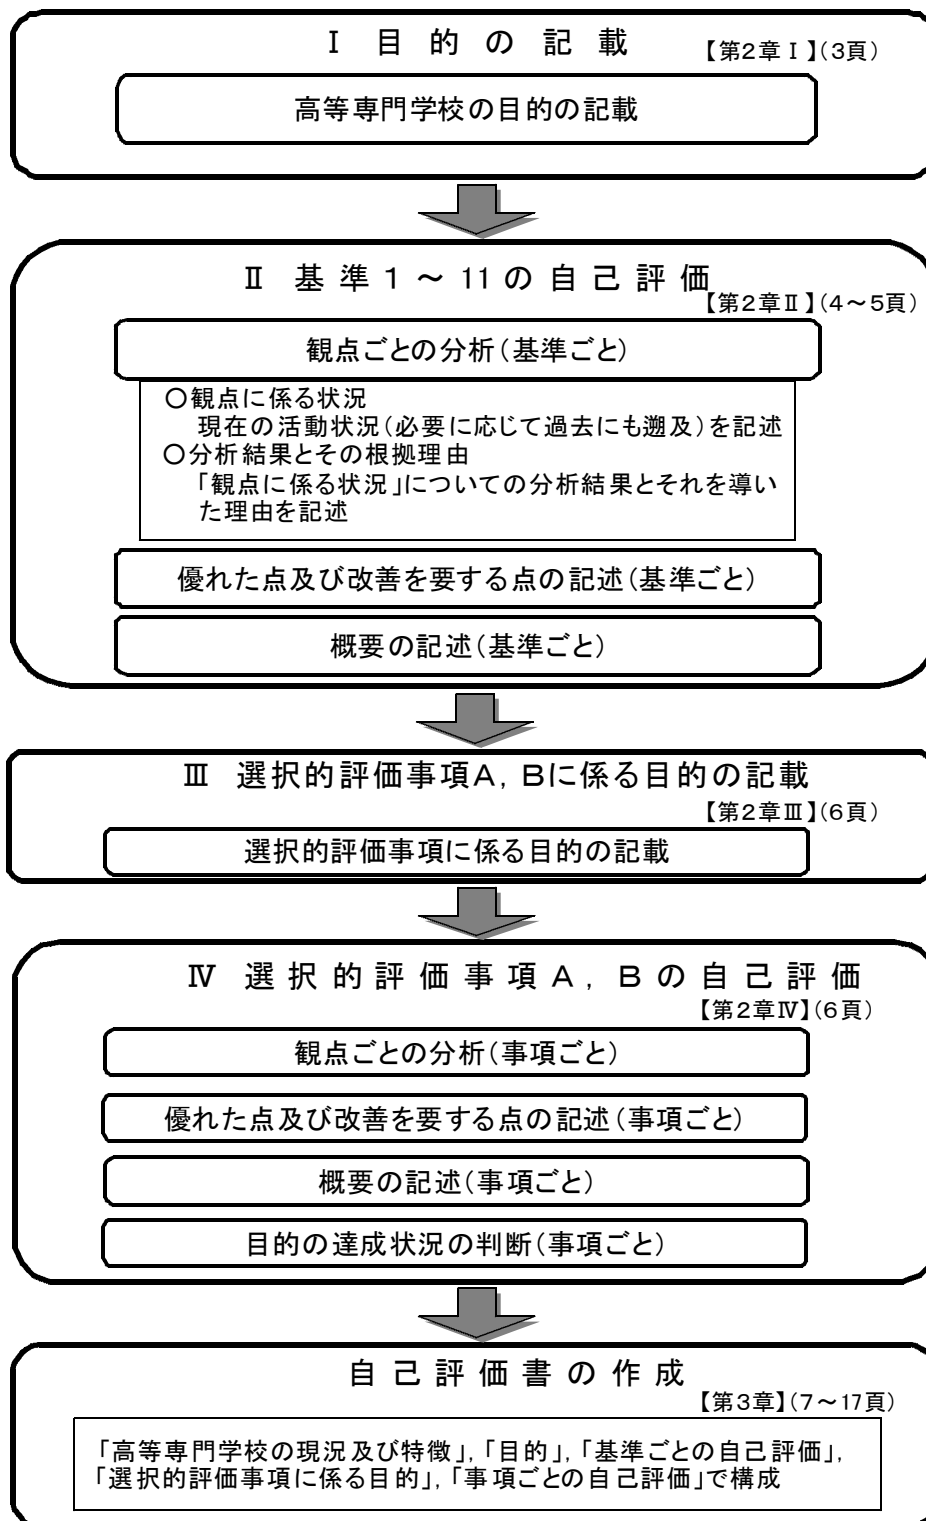 Ⅰ 目 的 の 記 載
【第2章Ⅰ】(3頁)
高等専門学校の目的の記載
Ⅱ 基 準 1 ～ 11 の 自 己 評 価
【第2章Ⅱ】(4～5頁)
観点ごとの分析(基準ごと)
○観点に係る状況
現在の活動状況(必要に応じて過去にも遡及)を記述
○分析結果とその根拠理由
「観点に係る状況」についての分析結果とそれを導い
た理由を記述
優れた点及び改善を要する点の記述(基準ごと)
概要の記述(基準ごと)
Ⅲ 選択的評価事項A, Bに係る目的の記載
【第2章Ⅲ】(6頁)
選択的評価事項に係る目的の記載
Ⅳ 選 択 的 評 価 事 項 A, B の 自 己 評 価
【第2章Ⅳ】(6頁)
観点ごとの分析(事項ごと)
優れた点及び改善を要する点の記述(事項ごと)
概要の記述(事項ごと)
目的の達成状況の判断(事項ごと)
自 己 評 価 書 の 作 成
【第3章】(7～17頁)
「高等専門学校の現況及び特徴」, 「目的」, 「基準ごとの自己評価」,
「選択的評価事項に係る目的」, 「事項ごとの自己評価」で構成